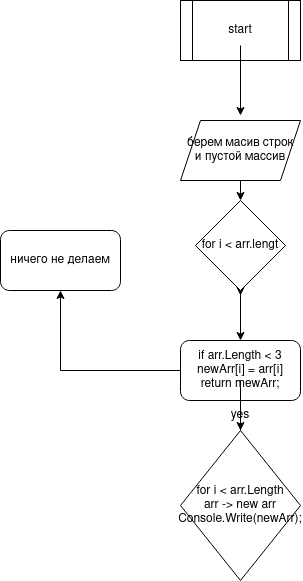 start
берем масив строк
и пустой массив
for i < arr.lengt
ничего не делаем
if arr.Length < 3
newArr[i] = arr[i]
return mewArr;
yes
for i < arr.Length
arr -> new arr
Console.Write(newArr);